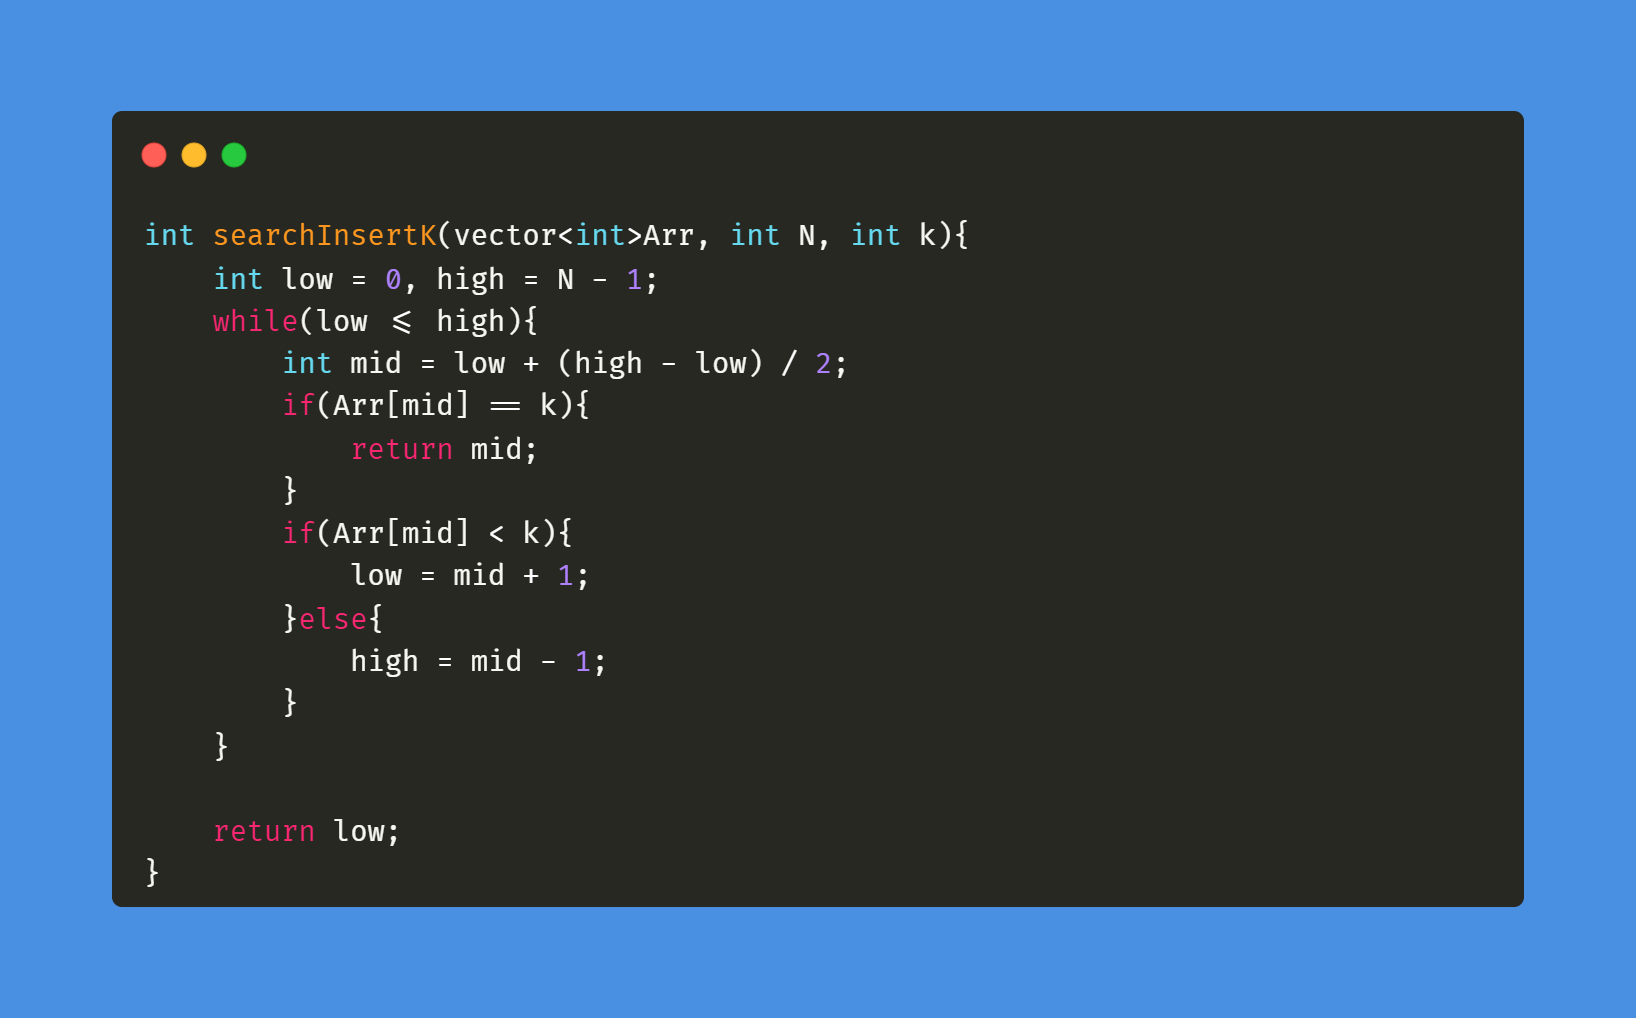 int searchInsertK(vector<int>Arr, int N, int k){
    int low = 0, high = N - 1;
    while(low <= high){
        int mid = low + (high - low) / 2;
        if(Arr[mid] == k){
            return mid;
        }
        if(Arr[mid] < k){
            low = mid + 1;
        }else{
            high = mid - 1;
        }
    }

    return low;
}